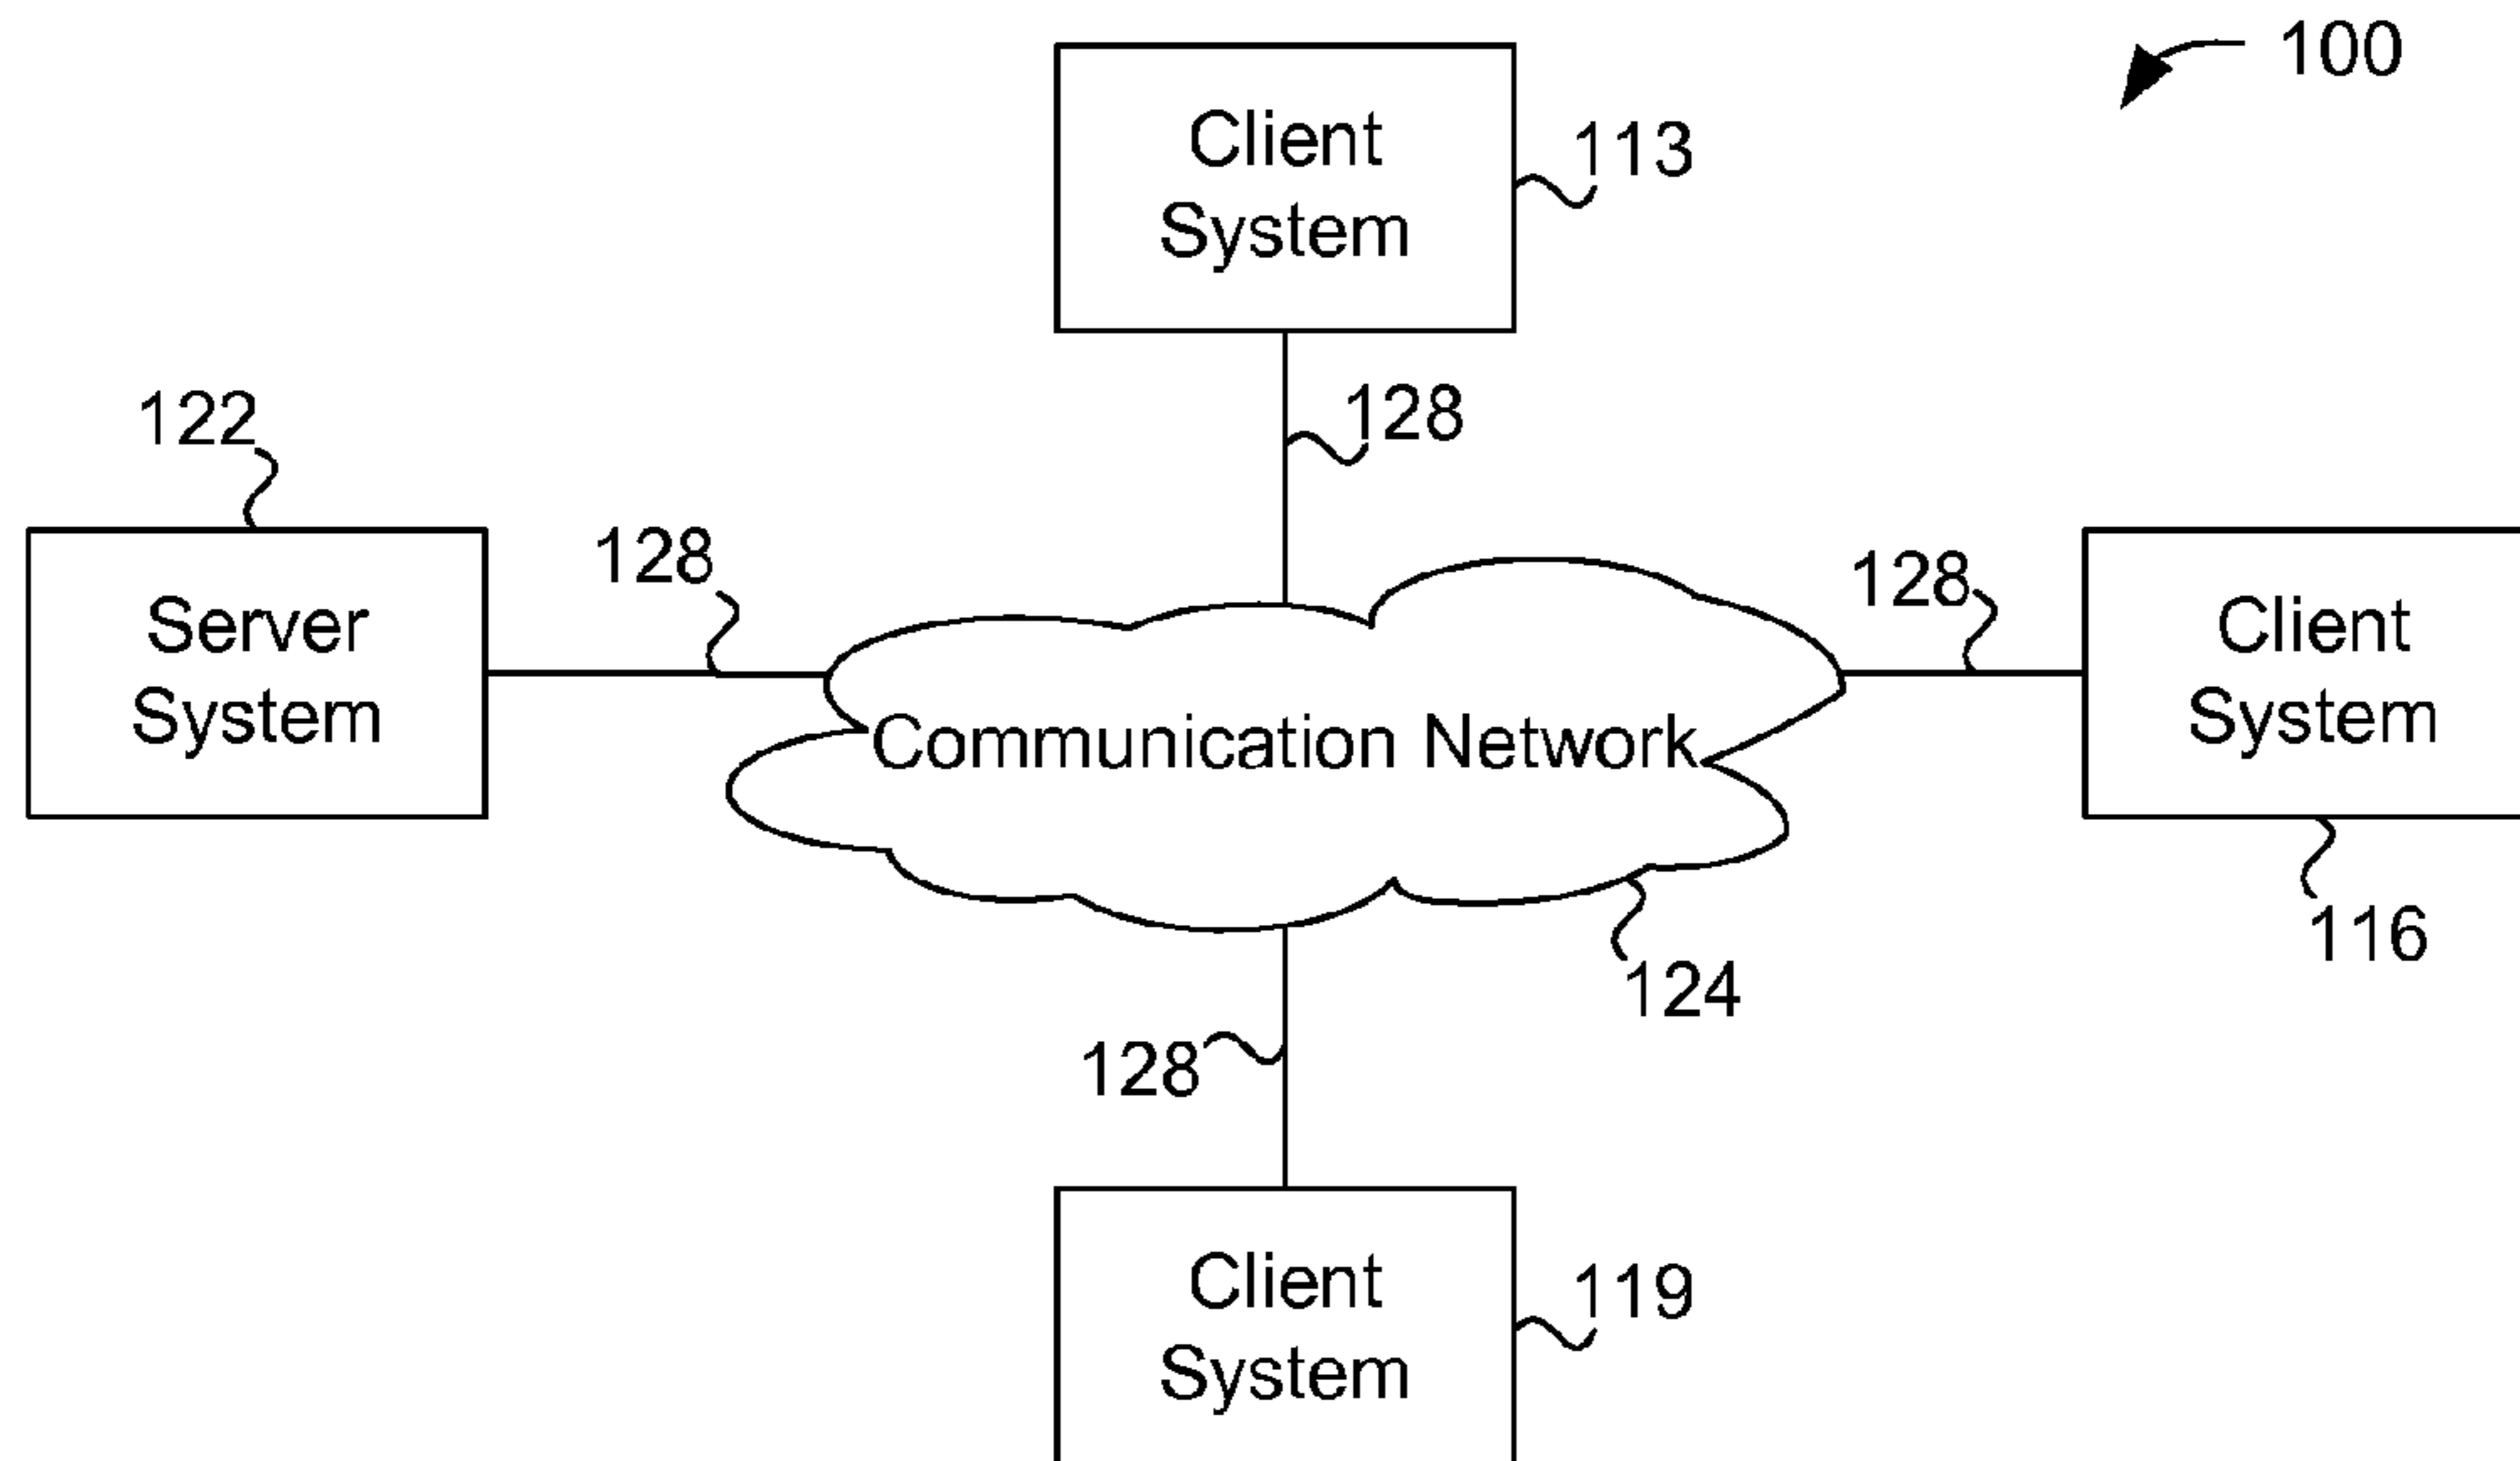 100
Client
System
113
128
122
Server
System
128
128
Client
System
Communication Network
116
124
128
Client
System
119